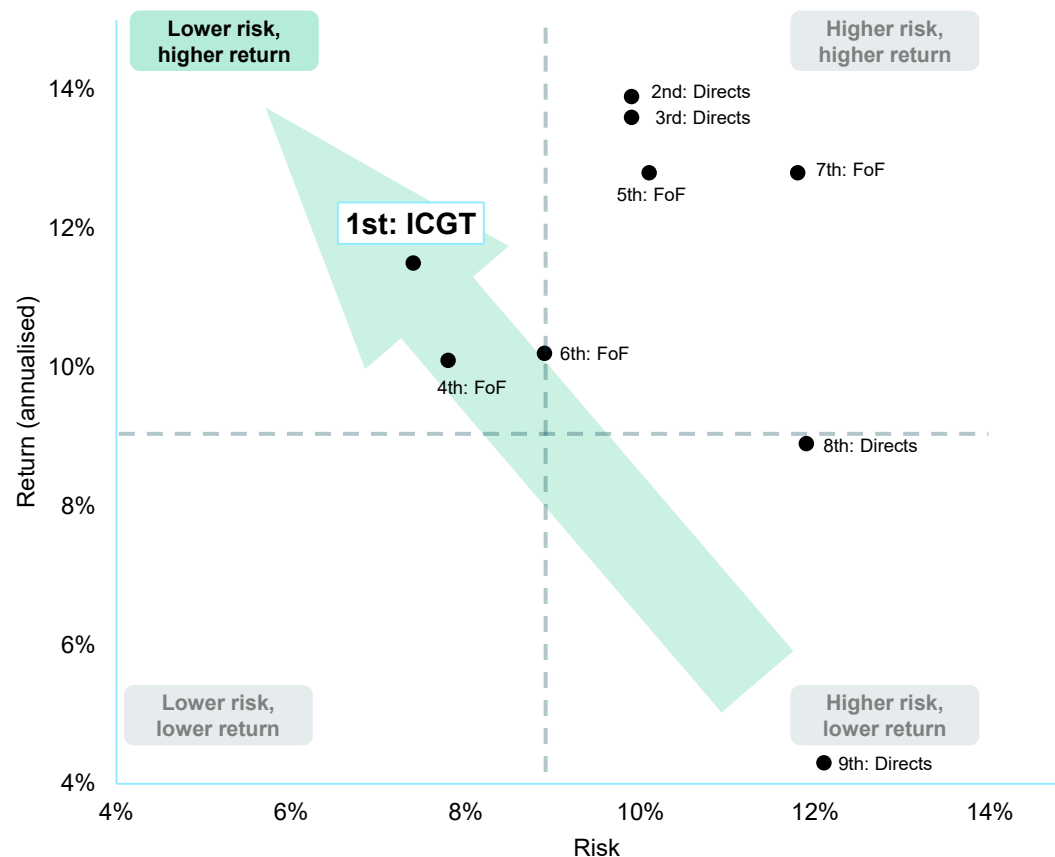 Lower risk,
higher return
Higher risk,
higher return
14%
2nd: Directs
3rd: Directs
7th: FoF
5th: FoF
12%
1st: ICGT
Return (annualised)
10%
6th: FoF
4th: FoF
8th: Directs
8%
6%
Lower risk,
lower return
Higher risk,
lower return
9th: Directs
4%
4%
6%
8%
10%
12%
14%
Risk